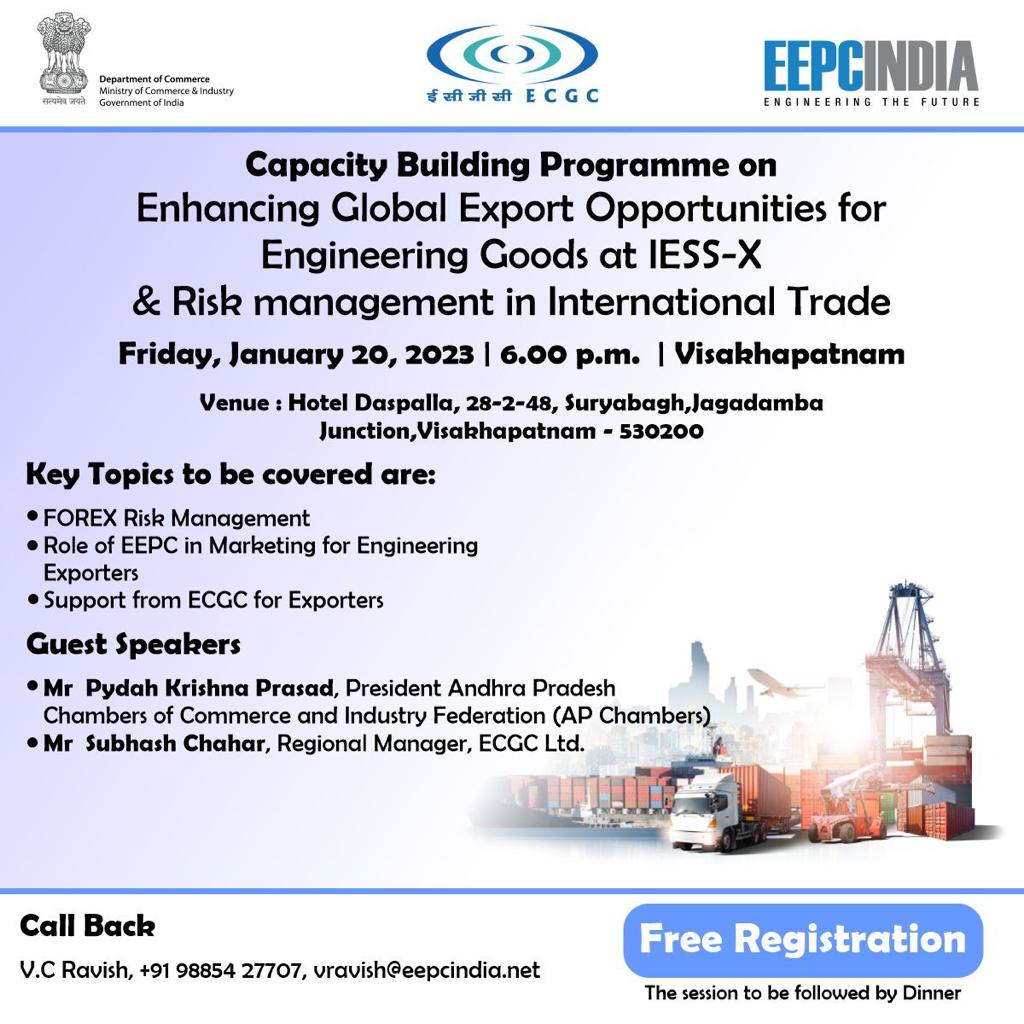 सत्यमेव जयते
Department of Commerce
Ministry of Commerce & Industry
Government of India
ई सी जी सी ECGC
EEPCINDIA
ENGINEERING THE FUTURE
Capacity Building Programme on
Enhancing Global Export Opportunities for
Engineering Goods at IESS-X
& Risk management in International Trade
Friday, January 20, 2023 | 6.00 p.m. | Visakhapatnam
Venue : Hotel Daspalla, 28-2-48, Suryabagh,Jagadamba
Junction,Visakhapatnam - 530200
Key Topics to be covered are:
• FOREX Risk Management
• Role of EEPC in Marketing for Engineering
Exporters
• Support from ECGC for Exporters
Guest Speakers
• Mr Pydah Krishna Prasad, President Andhra Pradesh
Chambers of Commerce and Industry Federation (AP Chambers)
• Mr Subhash Chahar, Regional Manager, ECGC Ltd.
Call Back
V.C Ravish, +91 98854 27707, vravish@eepcindia.net
Free Registration
The session to be followed by Dinner